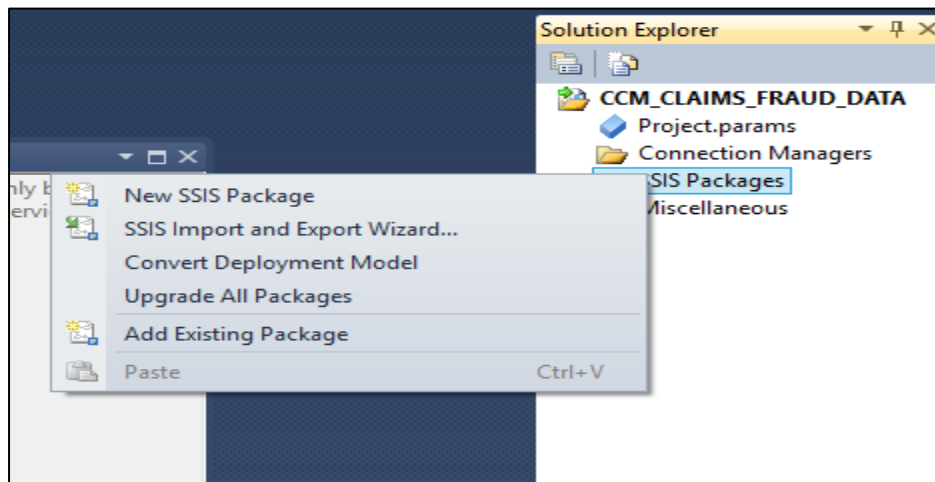 Solution Explorer
CCM_CLAIMS_FRAUD_DATA
Project.params
Connection Managers
SSIS Packages
Miscellaneous
New SSIS Package
SSIS Import and Export Wizard...
Convert Deployment Model
Upgrade All Packages
Add Existing Package
Paste Ctrl+V